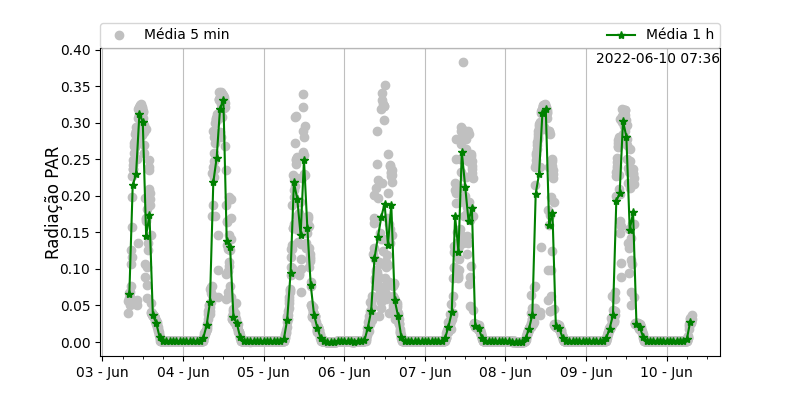 Média 5 min
Média 1 h
2022-06-10 07:36
Radiação PAR
0.40
0.35
0.30
0.25
0.20
0.15
0.10
0.05
0.00
03 - Jun
04 - Jun
05 - Jun
06 - Jun
07 - Jun
08 - Jun
09 - Jun
10 - Jun